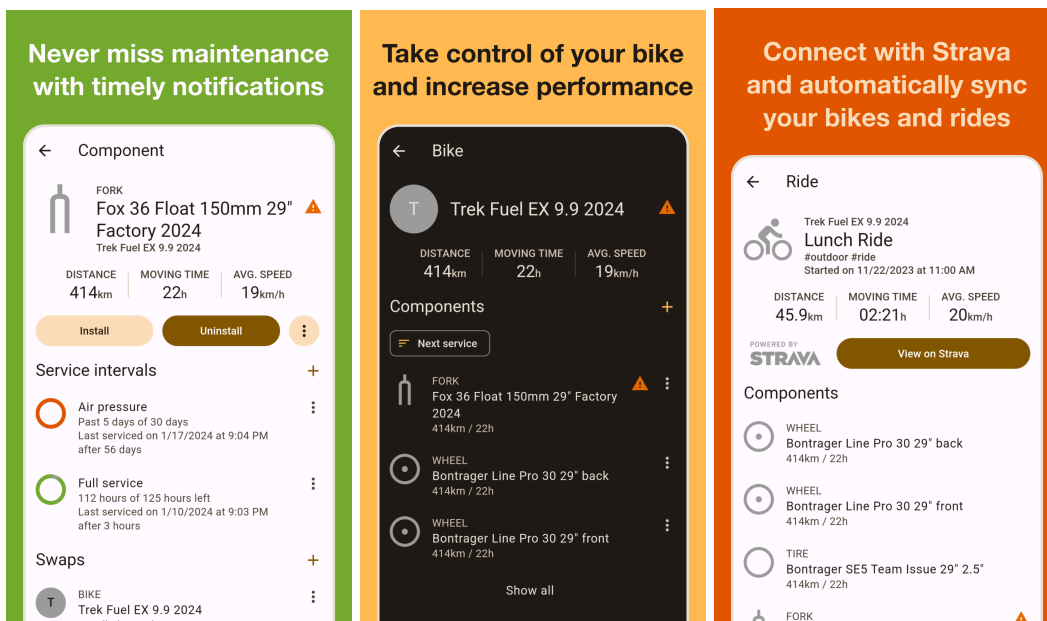 Never miss maintenance
with timely notifications
Component
FORK
Fox 36 Float 150mm 29"
Factory 2024
Trek Fuel EX 9.9 2024
DISTANCE MOVING TIME AVG. SPEED
414km 22h 19km/h
Install Uninstall
Service intervals +
Air pressure
Past 5 days of 30 days
Last serviced on 1/17/2024 at 9:04 PM
after 56 days
Full service
112 hours of 125 hours left
Last serviced on 1/10/2024 at 9:03 PM
after 3 hours
Swaps +
BIKE
T Trek Fuel EX 9.9 2024
Take control of your bike
and increase performance
Bike
T Trek Fuel EX 9.9 2024
DISTANCE MOVING TIME AVG. SPEED
414km 22h 19km/h
Components +
Next service
FORK
Fox 36 Float 150mm 29" Factory
2024
414km / 22h
WHEEL
Bontrager Line Pro 30 29" back
414km / 22h
WHEEL
Bontrager Line Pro 30 29" front
414km / 22h
Show all
Connect with Strava
and automatically sync
your bikes and rides
Ride
Trek Fuel EX 9.9 2024
Lunch Ride
#outdoor #ride
Started on 11/22/2023 at 11:00 AM
DISTANCE MOVING TIME AVG. SPEED
45.9km 02:21h 20km/h
POWERED BY
STRAVA
View on Strava
Components
WHEEL
Bontrager Line Pro 30 29" back
414km / 22h
WHEEL
Bontrager Line Pro 30 29" front
414km / 22h
TIRE
Bontrager SE5 Team Issue 29" 2.5"
414km / 22h
FORK